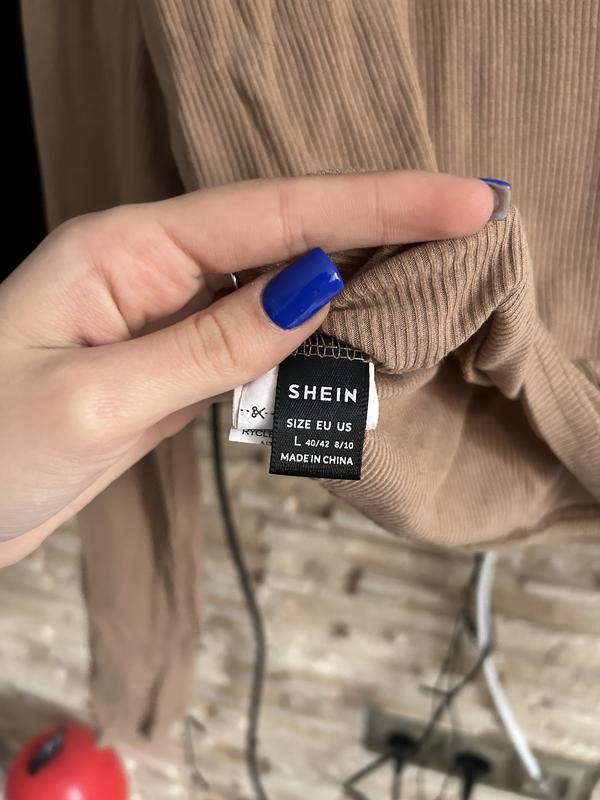 SHEIN
SIZE EU US
L 40/42 8/10
MADE IN CHINA